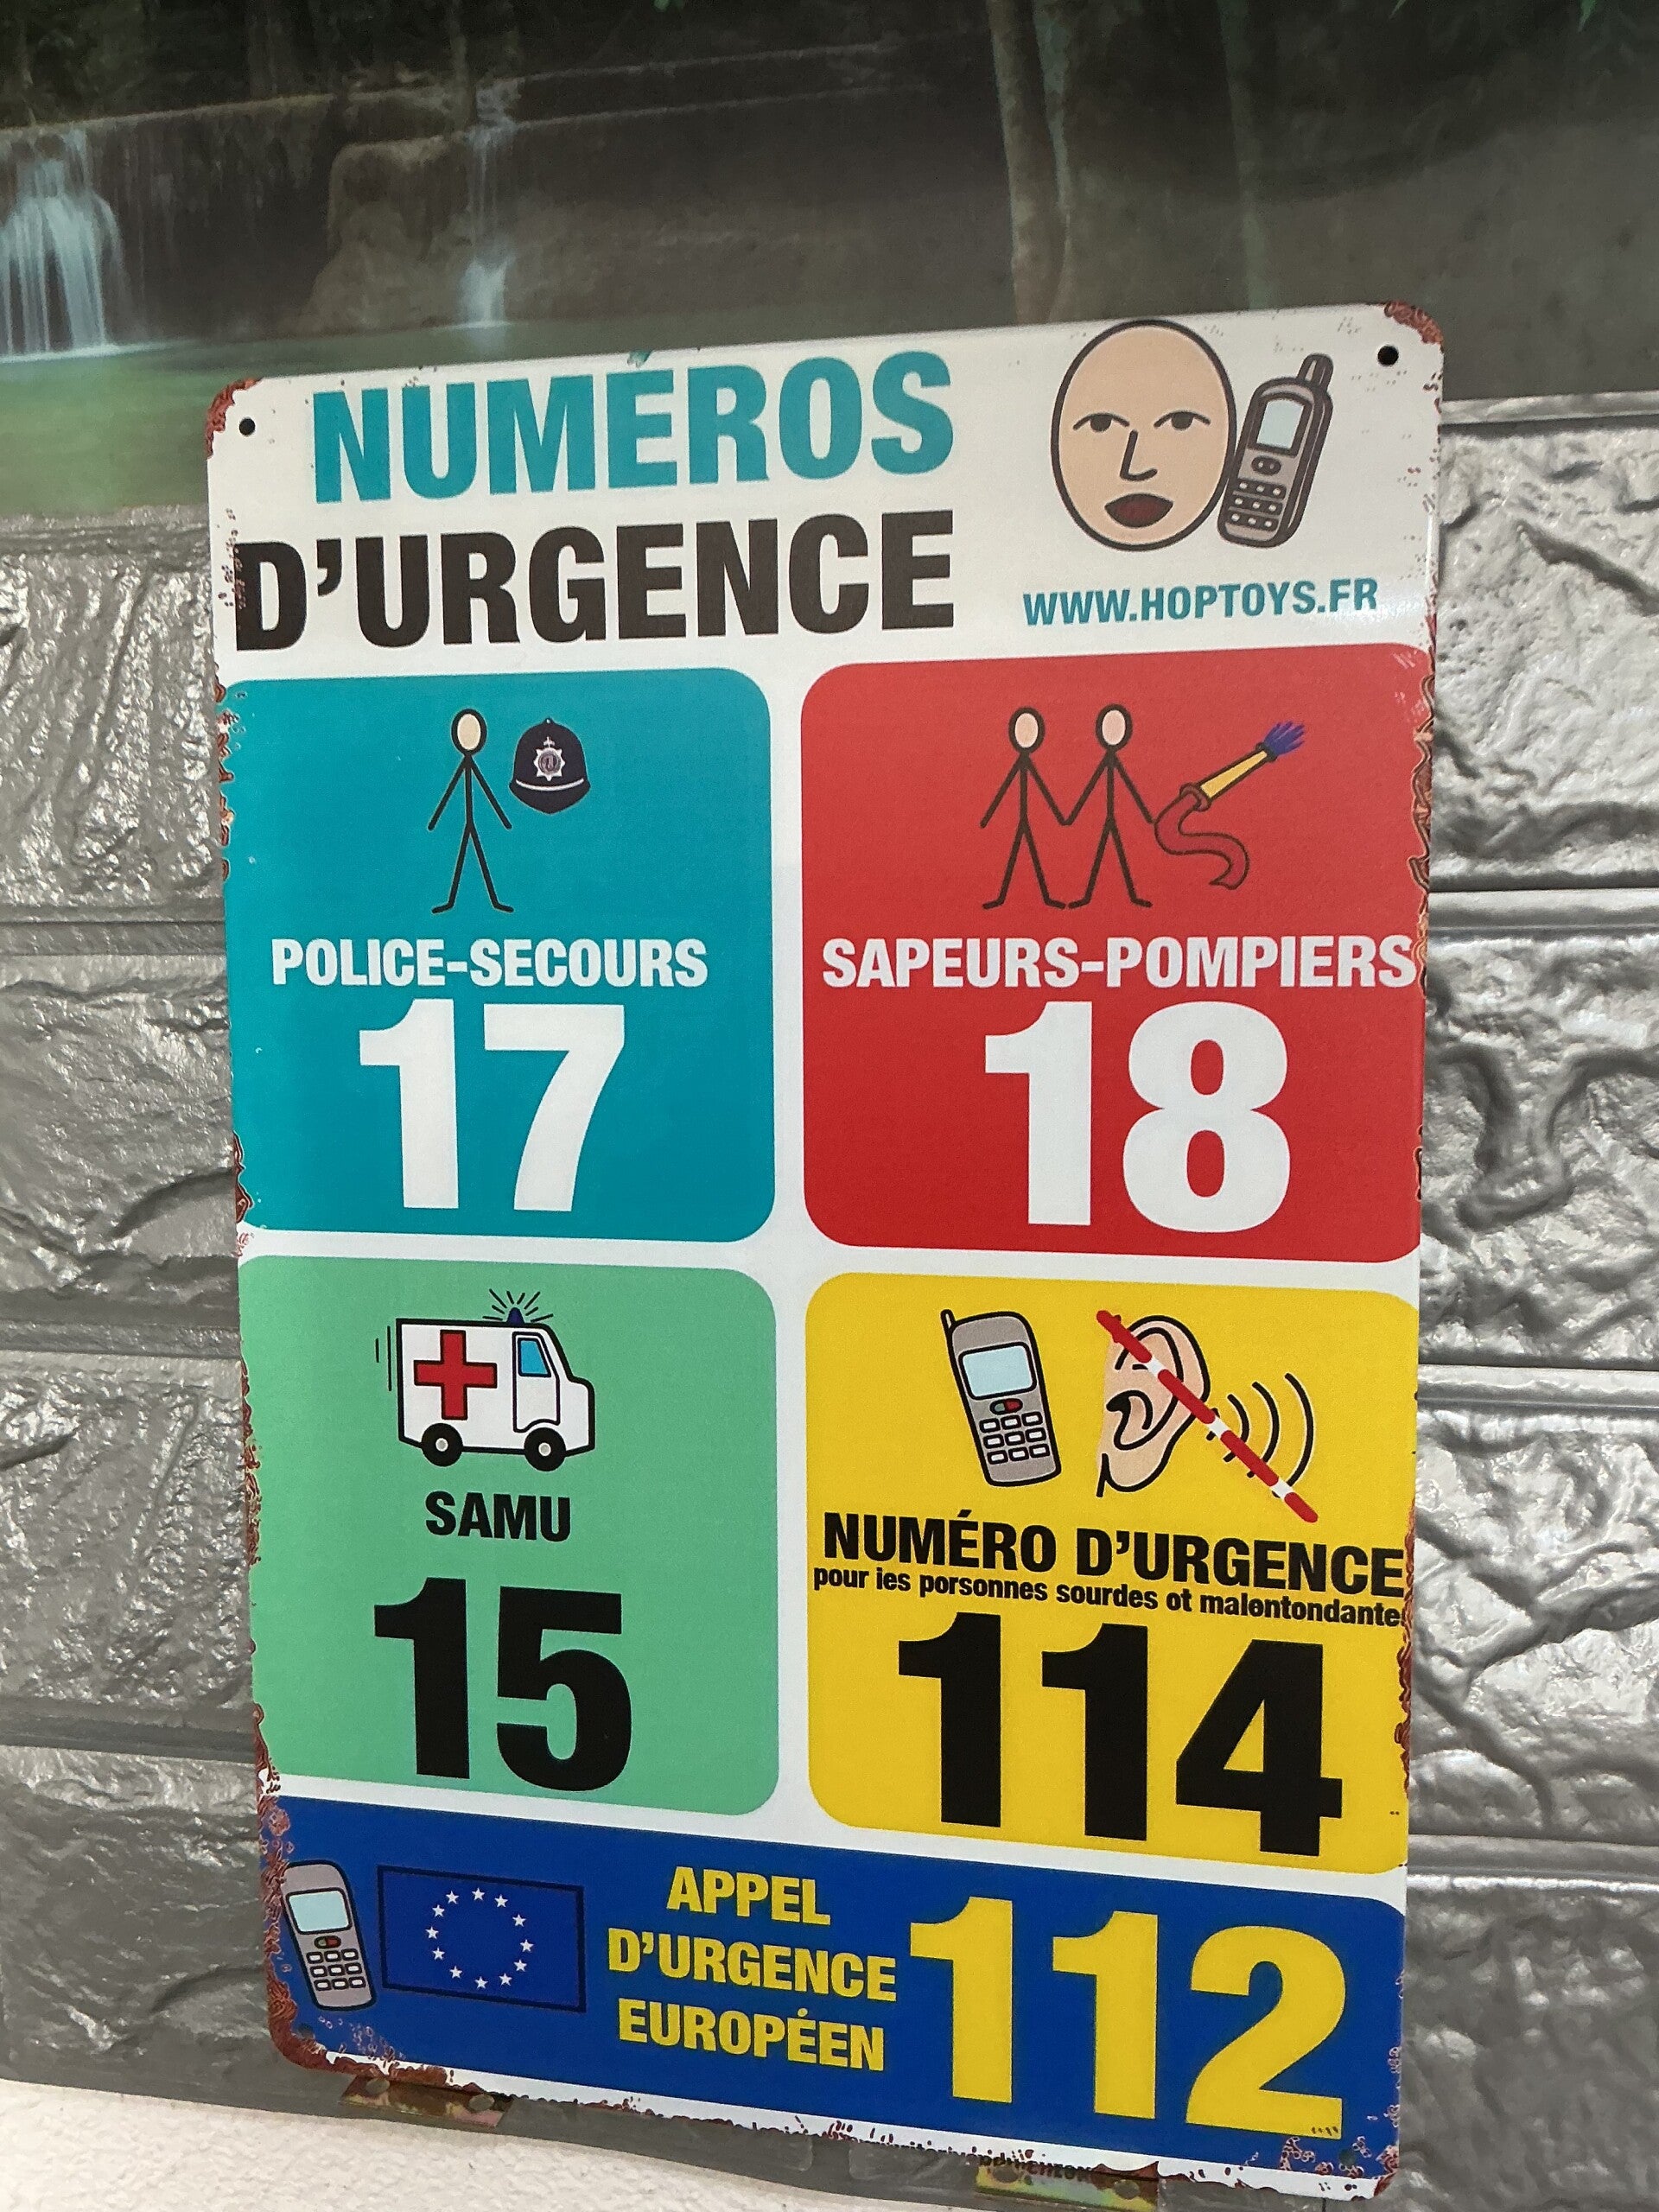 NUMÉROS
D'URGENCE
WWW.HOPTOYS.FR
POLICE-SECOURS
17
SAPEURS-POMPIERS
18
SAMU
15
NUMÉRO D'URGENCE
pour ies porsonnes sourdes ot malontondante
114
APPEL
D'URGENCE
EUROPÉEN
112